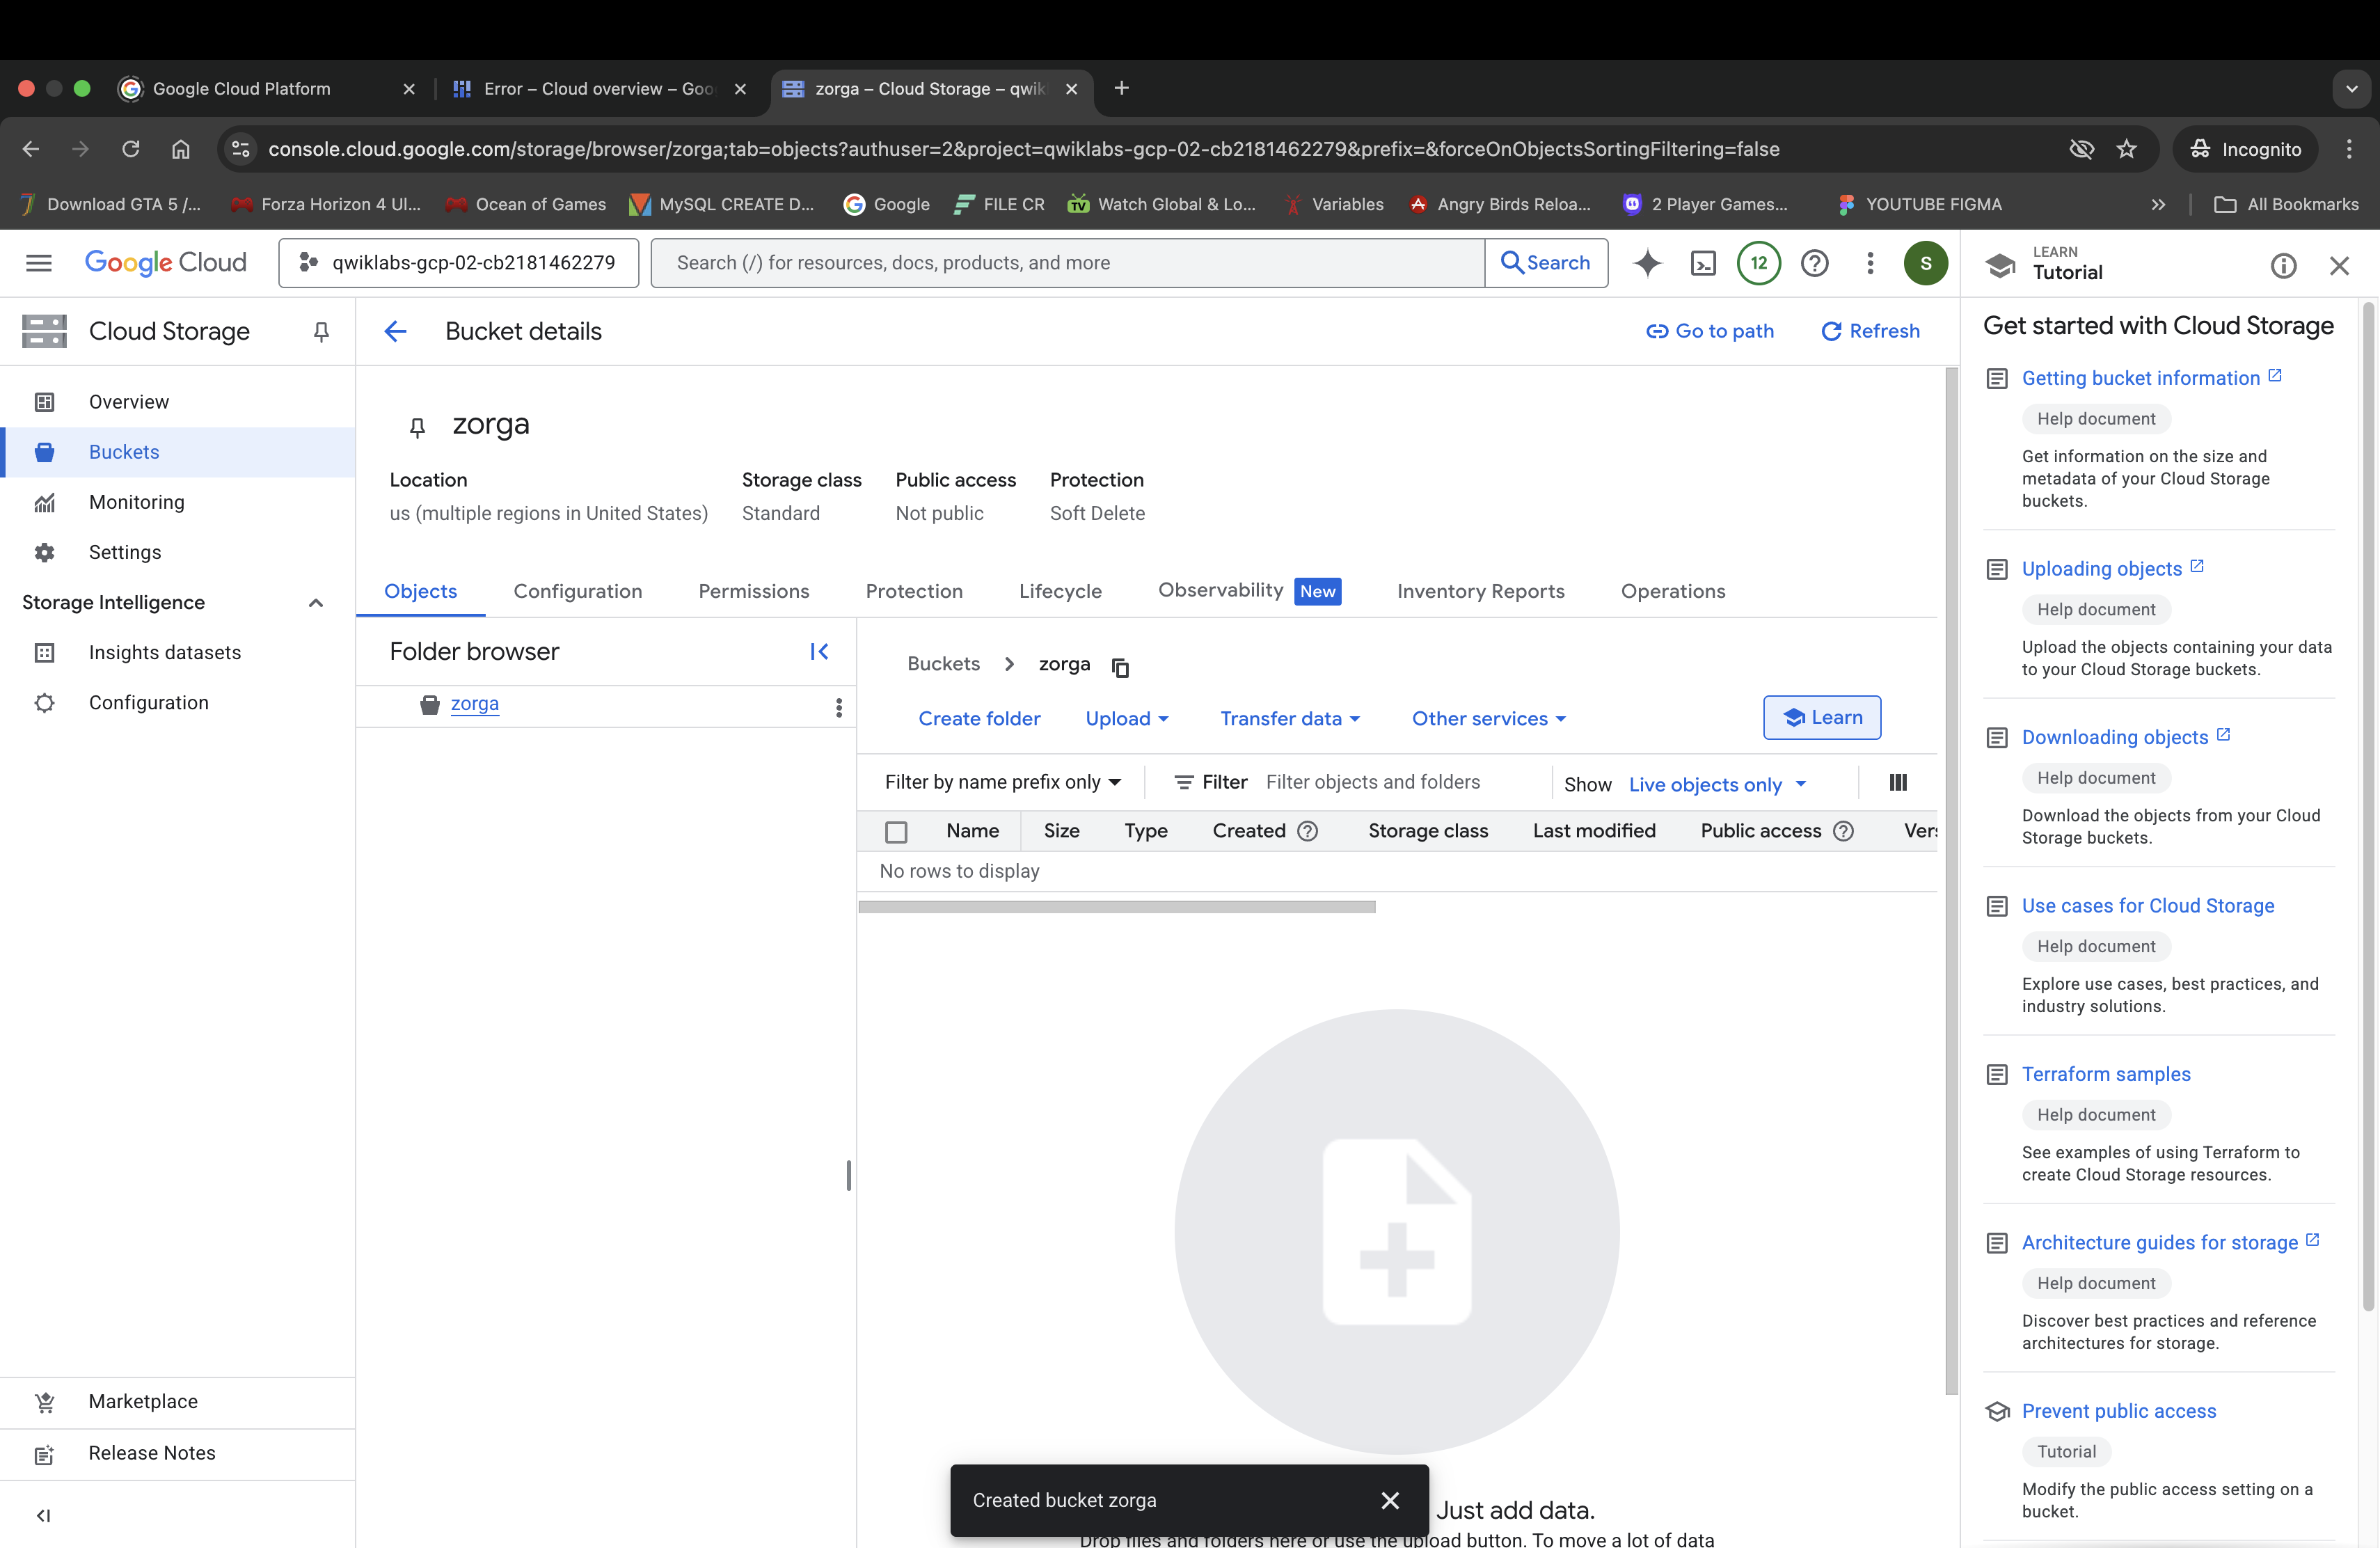 Google Cloud Platform
Error – Cloud overview – Goo
zorga – Cloud Storage – qwik
console.cloud.google.com/storage/browser/zorga;tab=objects?authuser=2&project=qwiklabs-gcp-02-cb2181462279&prefix=&forceOnObjectsSortingFiltering=false
Incognito
Download GTA 5 /...
Forza Horizon 4 Ul...
Ocean of Games
MySQL CREATE D...
Google
FILE CR
Watch Global & Lo...
Variables
Angry Birds Reloa...
2 Player Games...
YOUTUBE FIGMA
All Bookmarks
Google Cloud
qwiklabs-gcp-02-cb2181462279
Search (/) for resources, docs, products, and more
Search
12
S
LEARN
Tutorial
Cloud Storage
Overview
Buckets
Monitoring
Settings
Storage Intelligence
Insights datasets
Configuration
Marketplace
Release Notes
Bucket details
Go to path
Refresh
zorga
Location
us (multiple regions in United States)
Storage class
Standard
Public access
Not public
Protection
Soft Delete
Objects
Configuration
Permissions
Protection
Lifecycle
Observability New
Inventory Reports
Operations
Folder browser
zorga
Buckets > zorga
Create folder
Upload
Transfer data
Other services
Learn
Filter by name prefix only
Filter
Filter objects and folders
Show
Live objects only
Name
Size
Type
Created
Storage class
Last modified
Public access
Vers
No rows to display
Created bucket zorga
Just add data.
Drop files and folders here or use the upload button. To move a lot of data
Get started with Cloud Storage
Getting bucket information
Help document
Get information on the size and
metadata of your Cloud Storage
buckets.
Uploading objects
Help document
Upload the objects containing your data
to your Cloud Storage buckets.
Downloading objects
Help document
Download the objects from your Cloud
Storage buckets.
Use cases for Cloud Storage
Help document
Explore use cases, best practices, and
industry solutions.
Terraform samples
Help document
See examples of using Terraform to
create Cloud Storage resources.
Architecture guides for storage
Help document
Discover best practices and reference
architectures for storage.
Prevent public access
Tutorial
Modify the public access setting on a
bucket.